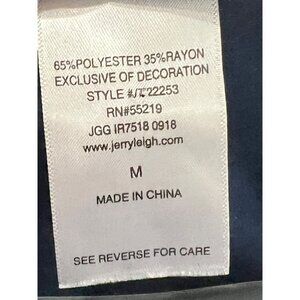 65%POLYESTER 35%RAYON
EXCLUSIVE OF DECORATION
STYLE #JT22253
RN#55219
JGG IR7518 0918
www.jerryleigh.com
M
MADE IN CHINA
SEE REVERSE FOR CARE